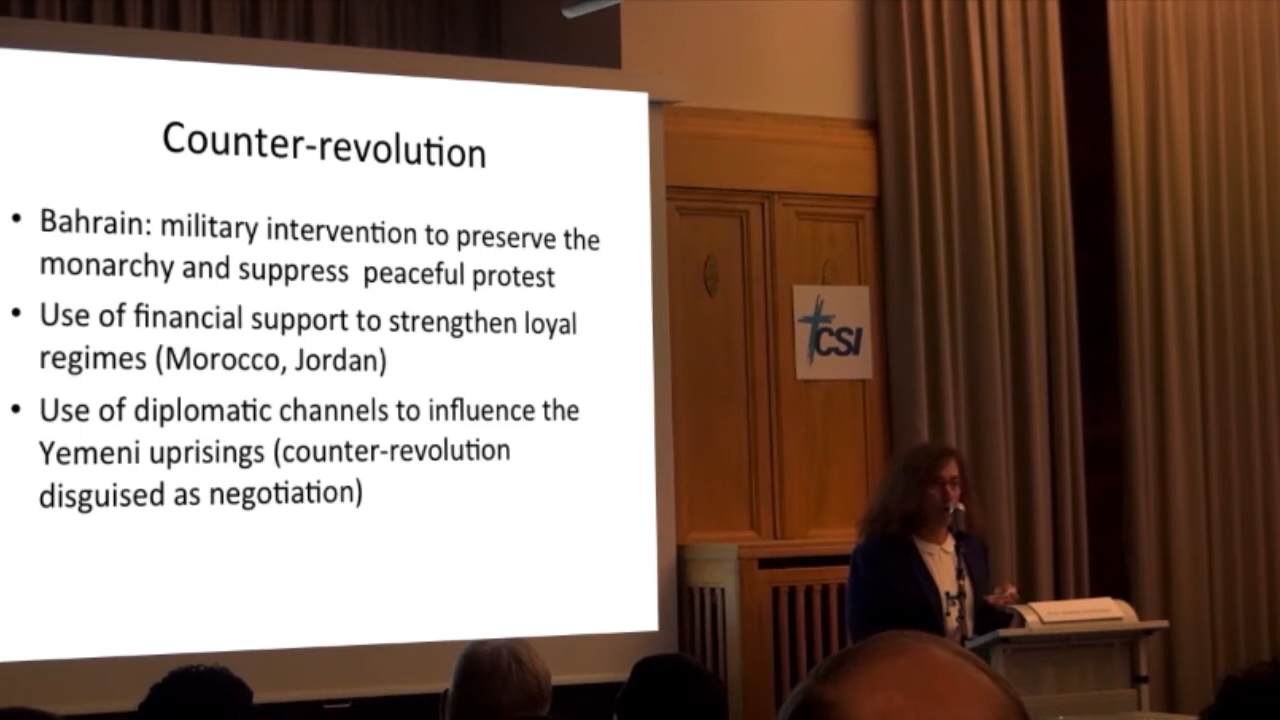 Counter-revolution
• Bahrain: military intervention to preserve the
monarchy and suppress peaceful protest
• Use of financial support to strengthen loyal
regimes (Morocco, Jordan)
• Use of diplomatic channels to influence the
Yemeni uprisings (counter-revolution
disguised as negotiation)
CSI